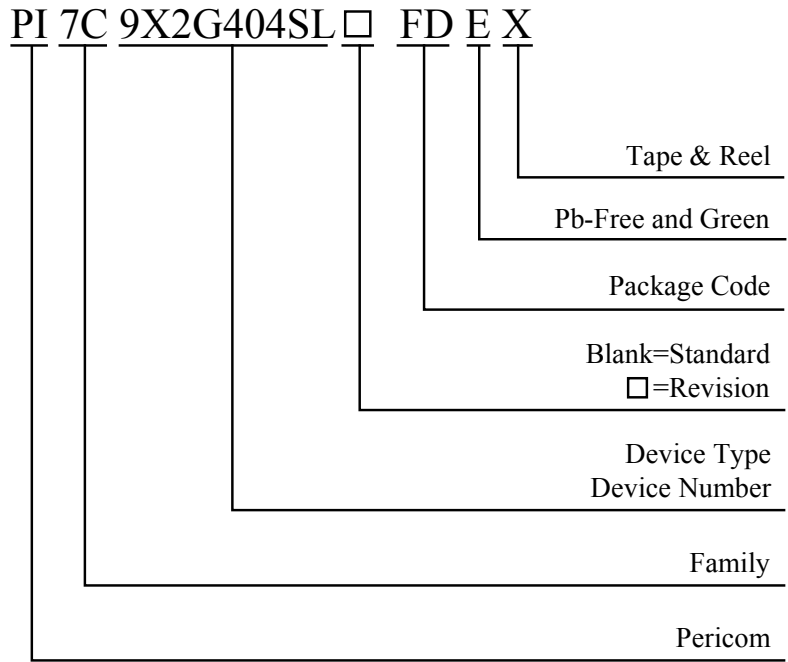 PI 7C 9X2G404SL□ FD E X
Tape & Reel
Pb-Free and Green
Package Code
Blank=Standard
□=Revision
Device Type
Device Number
Family
Pericom